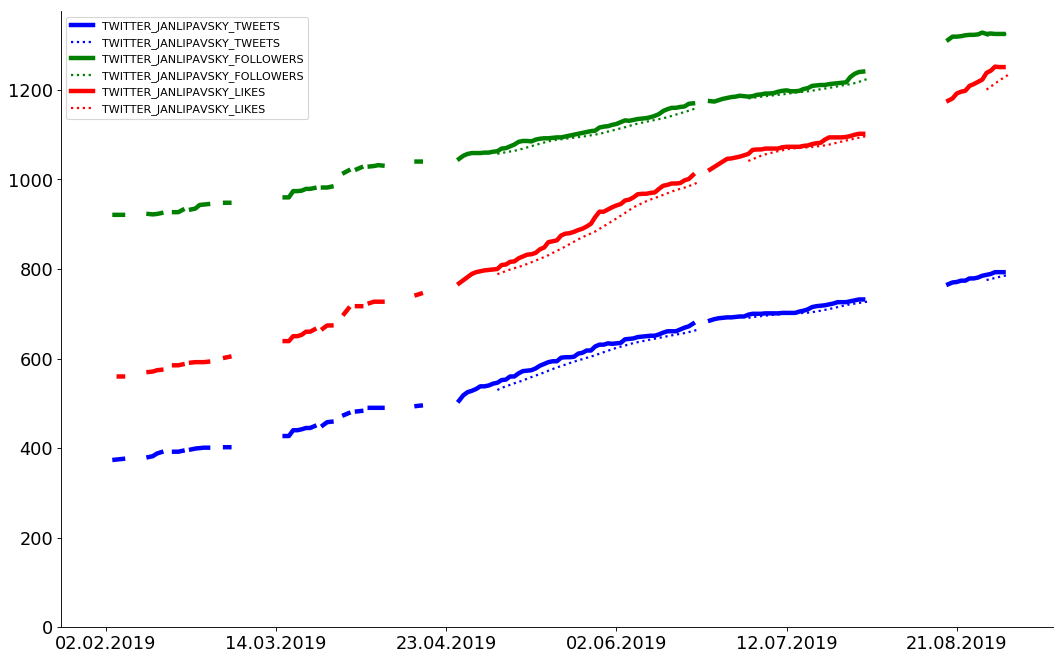 TWITTER_JANLIPAVSKY_TWEETS
TWITTER_JANLIPAVSKY_TWEETS
TWITTER_JANLIPAVSKY_FOLLOWERS
TWITTER_JANLIPAVSKY_FOLLOWERS
TWITTER_JANLIPAVSKY_LIKES
TWITTER_JANLIPAVSKY_LIKES
1200
1000
800
600
400
200
0
02.02.2019 14.03.2019 23.04.2019 02.06.2019 12.07.2019 21.08.2019